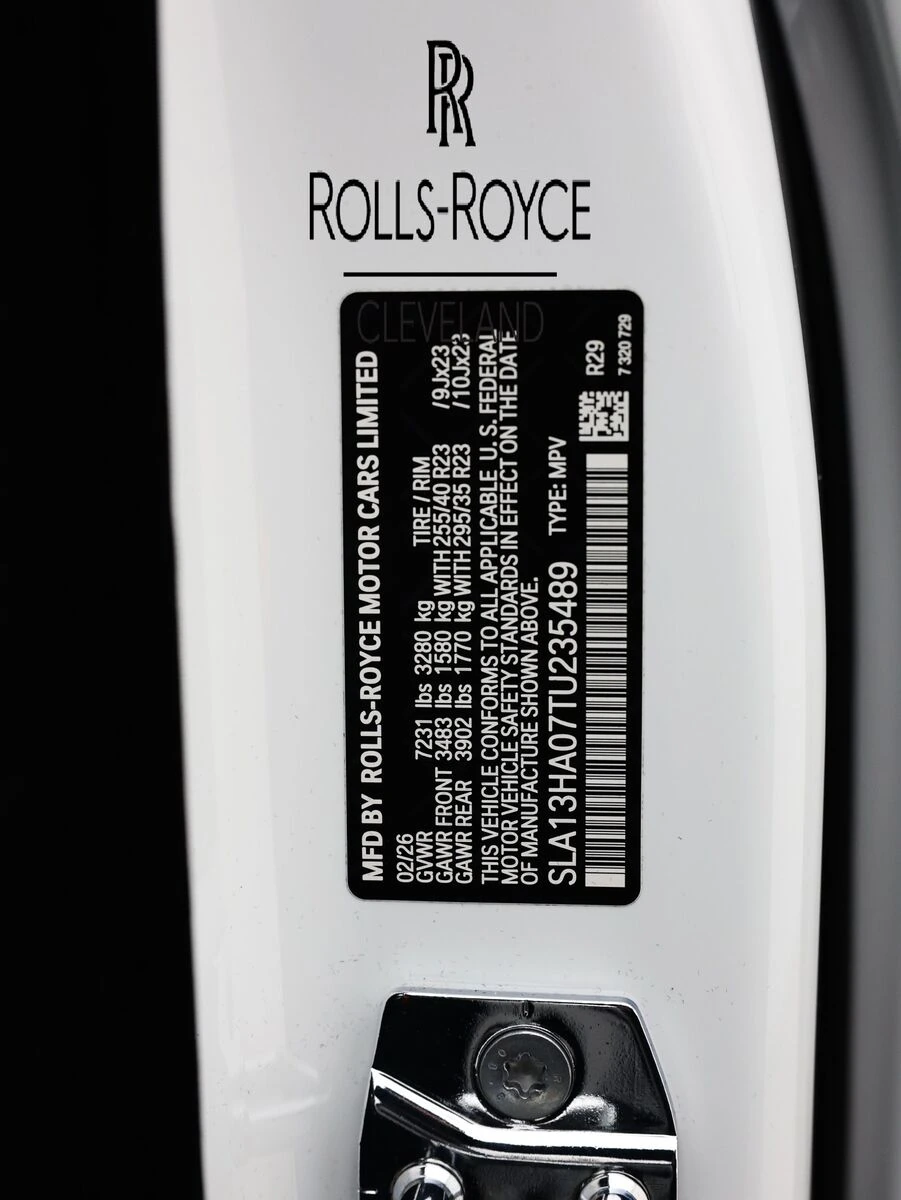 RR
ROLLS-ROYCE
CLEVELAND
MFD BY ROLLS-ROYCE MOTOR CARS LIMITED
02/26
GVWR 7231 lbs 3280 kg TIRE / RIM
GAWR FRONT 3483 lbs 1580 kg WITH 255/40 R23 /9Jx23
GAWR REAR 3902 lbs 1770 kg WITH 295/35 R23 /10Jx23
THIS VEHICLE CONFORMS TO ALL APPLICABLE U.S. FEDERAL
MOTOR VEHICLE SAFETY STANDARDS IN EFFECT ON THE DATE
OF MANUFACTURE SHOWN ABOVE.
SLA13HA07TU235489 TYPE: MPV
R29
7 320 729